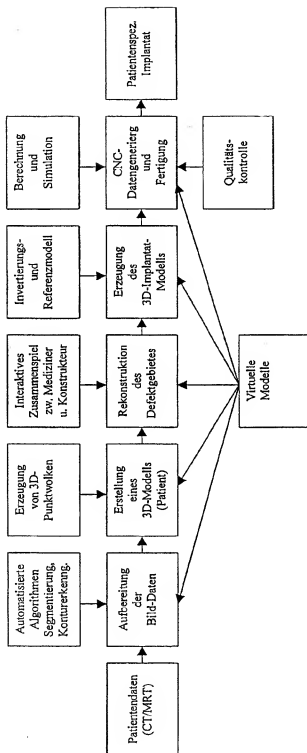 Automatisierte
Algorithmen
Segmentierung,
Konturerkenng.
Erzeugung
von 3D-
Punktwolken
Interaktives
Zusammenspiel
zw. Mediziner
u. Konstrukteur
Invertierungs-
und
Referenzmodell
Berechnung
und
Simulation
Patientendaten
(CT/MRT)
Aufbereitung
der
Bild-Daten
Erstellung
eines
3D-Modells
(Patient)
Rekonstruktion
des
Defektgebietes
Erzeugung
des
3D-Implantat-
Modells
CNC-
Datengenerierg
und
Fertigung
Patientenspez.
Implantat
Virtuelle
Modelle
Qualitäts-
kontrolle